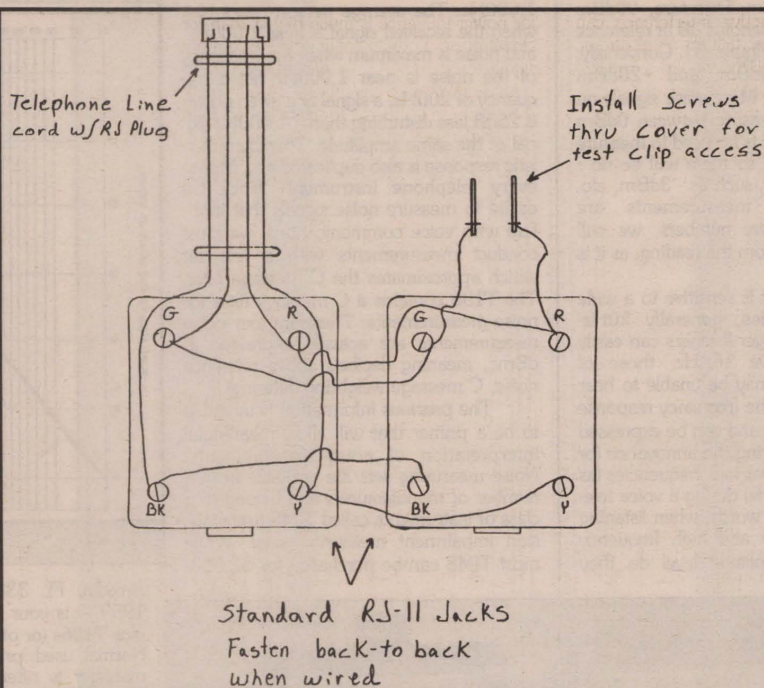 Telephone Line
cord w/RJ Plug
Install Screws
thru cover for
test clip access
G
R
G
R
BK
Y
BK
Y
Standard RJ-11 Jacks
Fasten back-to back
when wired